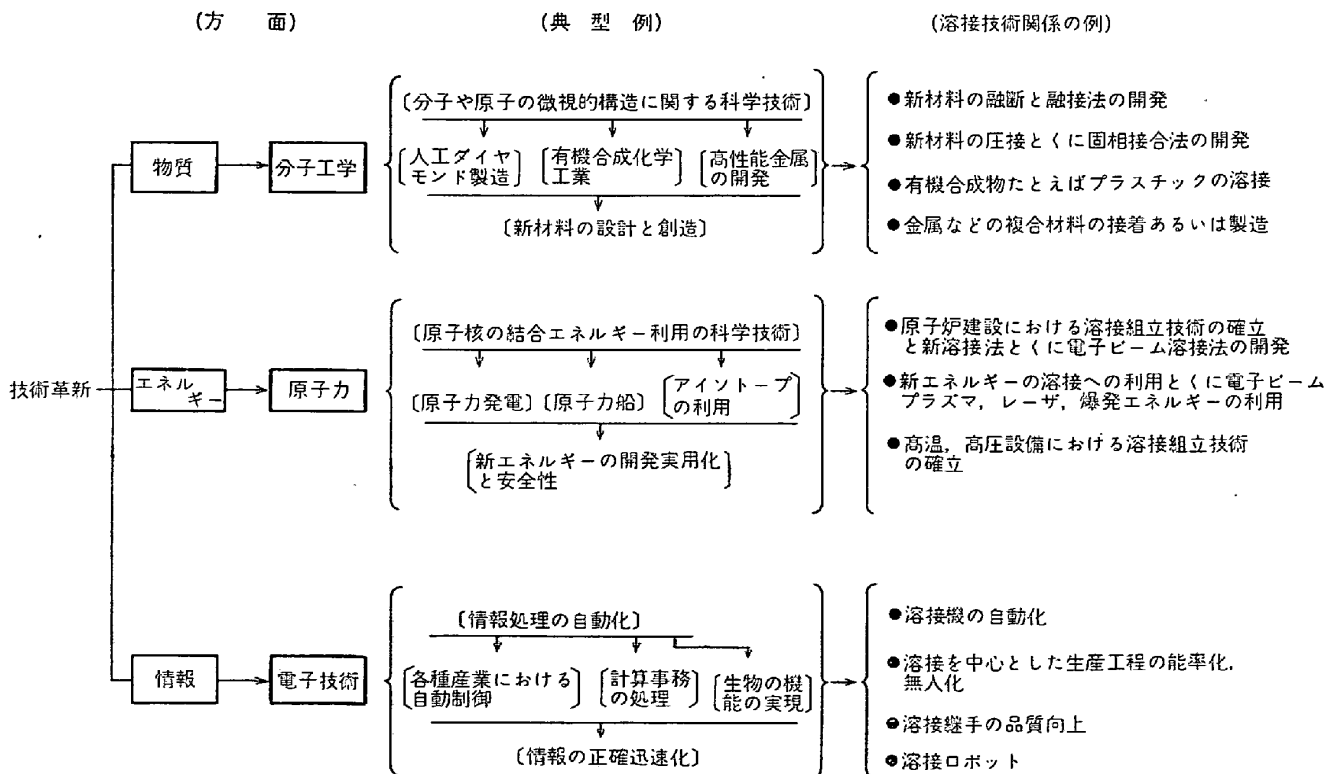 (方 面)
(典 型 例)
(溶接技術関係の例)
技術革新
物質
分子工学
〔分子や原子の微視的構造に関する科学技術〕
〔人工ダイヤ
モンド製造〕
〔有機合成化学
工業〕
〔高性能金属
の開発〕
〔新材料の設計と創造〕
●新材料の融断と融接法の開発
●新材料の圧接とくに固相接合法の開発
●有機合成物たとえばプラスチックの溶接
●金属などの複合材料の接着あるいは製造
エネル
ギー
原子力
〔原子核の結合エネルギー利用の科学技術〕
〔原子力発電〕
〔原子力船〕
〔アイソトープ
の利用〕
〔新エネルギーの開発実用化
と安全性〕
●原子炉建設における溶接組立技術の確立
と新溶接法とくに電子ビーム溶接法の開発
●新エネルギーの溶接への利用とくに電子ビーム
プラズマ,レーザ,爆発エネルギーの利用
●高温,高圧設備における溶接組立技術
の確立
情報
電子技術
〔情報処理の自動化〕
〔各種産業における
自動制御〕
〔計算事務
の処理〕
〔生物の機
能の実現〕
〔情報の正確迅速化〕
●溶接機の自動化
●溶接を中心とした生産工程の能率化,
無人化
●溶接継手の品質向上
●溶接ロボット